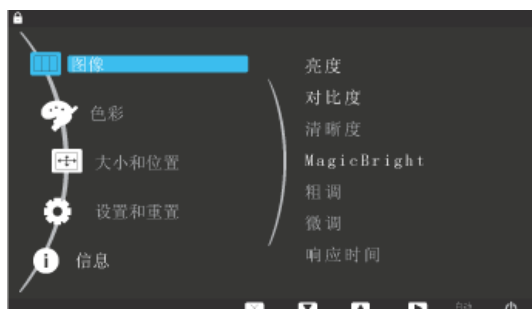 图像
色彩
大小和位置
设置和重置
信息
亮度
对比度
清晰度
MagicBright
粗调
微调
响应时间